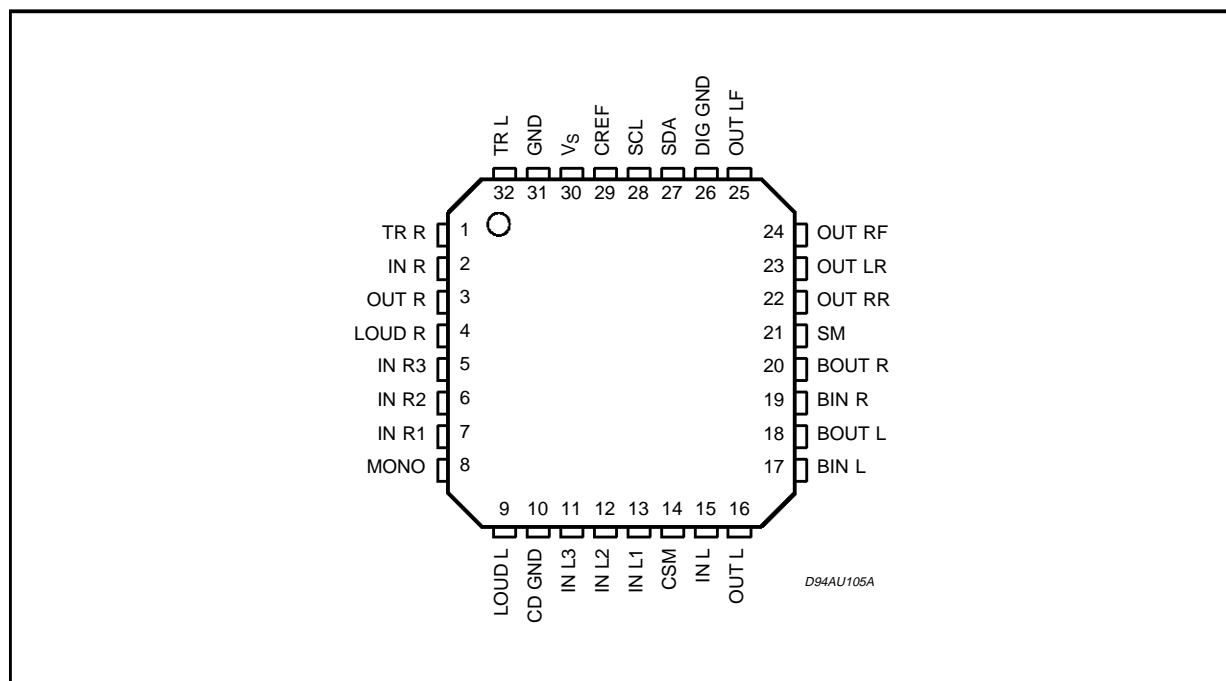 TR L
GND
VS
CREF
SCL
SDA
DIG GND
OUT LF
32 31 30 29 28 27 26 25
TR R 1 24 OUT RF
IN R 2 23 OUT LR
OUT R 3 22 OUT RR
LOUD R 4 21 SM
IN R3 5 20 BOUT R
IN R2 6 19 BIN R
IN R1 7 18 BOUT L
MONO 8 17 BIN L
9 10 11 12 13 14 15 16
LOUD L
CD GND
IN L3
IN L2
IN L1
CSM
IN L
OUT L
D94AU105A